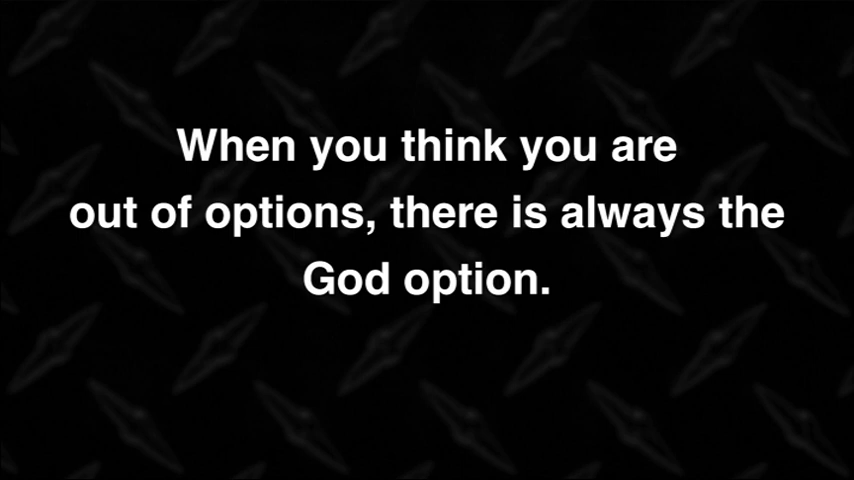 When you think you are
out of options, there is always the
God option.